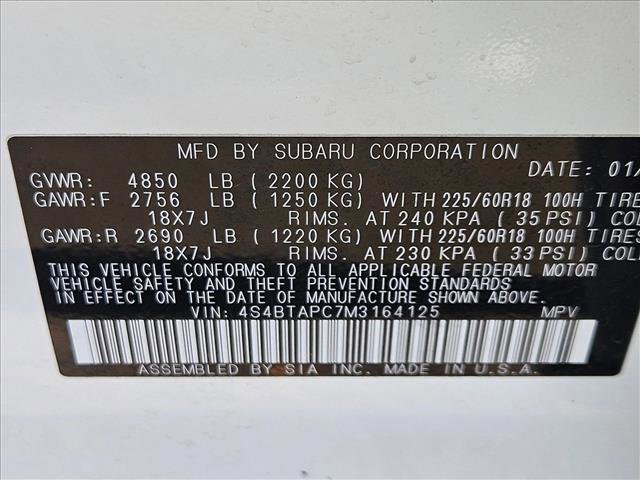 MFD BY SUBARU CORPORATION
DATE: 01/
GVWR: 4850 LB (2200 KG)
GAWR:F 2756 LB (1250 KG) WITH 225/60R18 100H TIRES
18X7J RIMS. AT 240 KPA (35 PSI) COL
GAWR:R 2690 LB (1220 KG) WITH 225/60R18 100H TIRES
18X7J RIMS. AT 230 KPA (33 PSI) COL
THIS VEHICLE CONFORMS TO ALL APPLICABLE FEDERAL MOTOR
VEHICLE SAFETY AND THEFT PREVENTION STANDARDS IN
EFFECT ON THE DATE OF MANUFACTURE SHOWN ABOVE.
VIN: 4S4BTAPC7M3164125 MPV
ASSEMBLED BY SIA INC. MADE IN U.S.A.